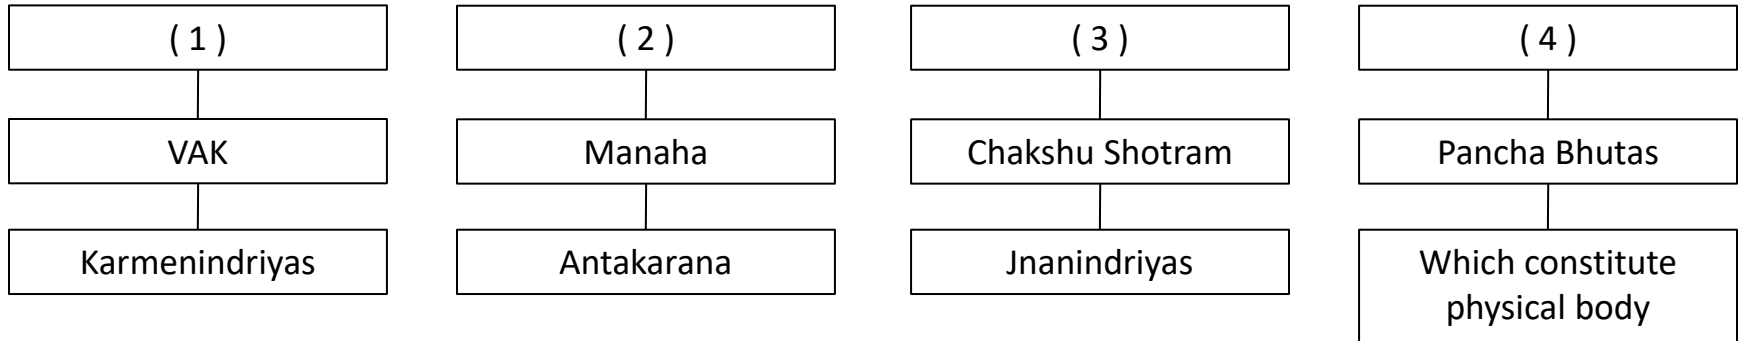 ( 1 )
( 2 )
( 3 )
( 4 )
VAK
Manaha
Chakshu Shotram
Pancha Bhutas
Karmenindriyas
Antakarana
Jnanindriyas
Which constitute
physical body